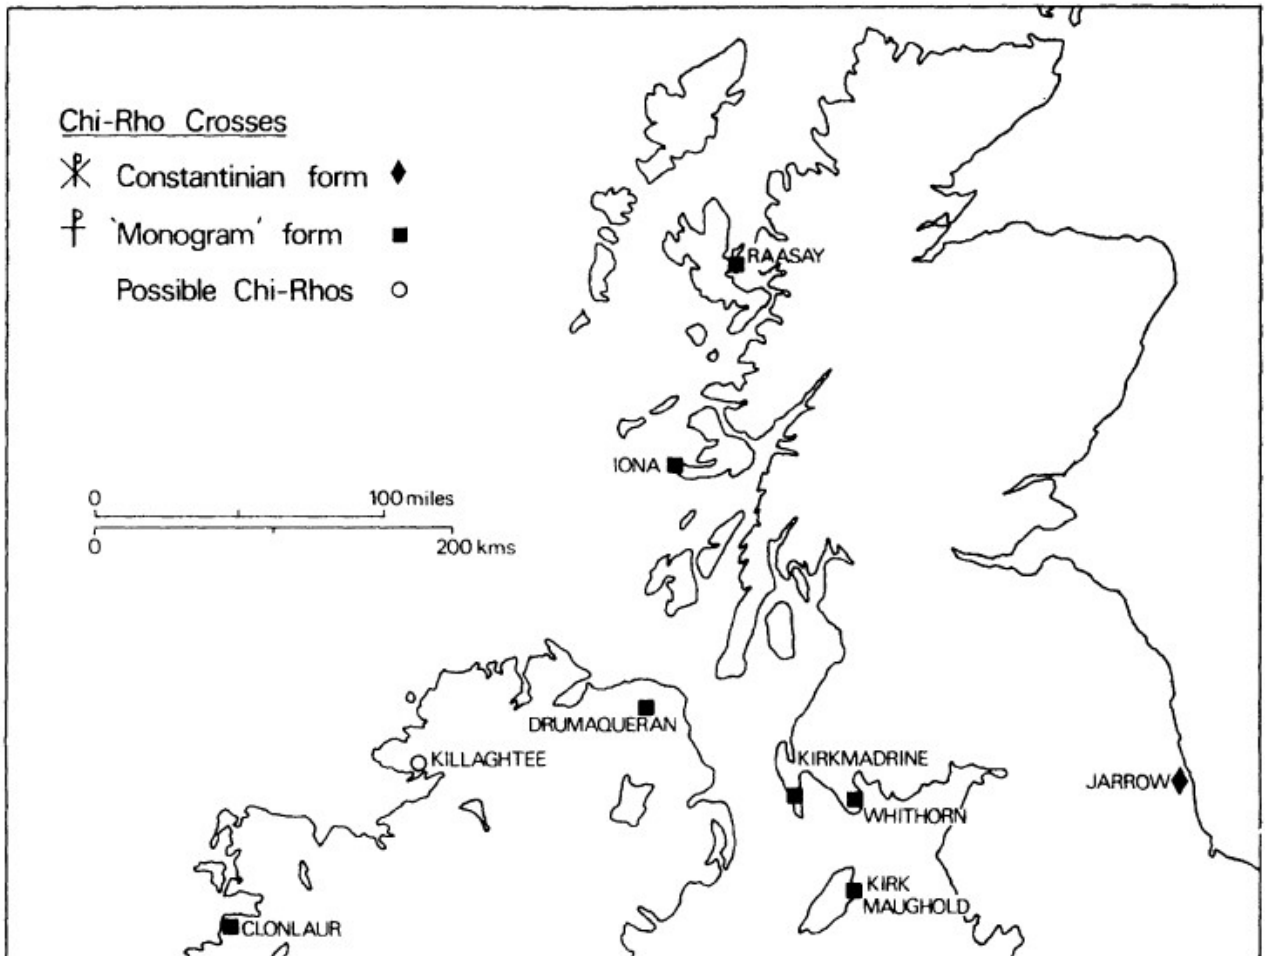 Chi-Rho Crosses
Constantinian form
'Monogram' form
Possible Chi-Rhos
RAASAY
IONA
0 100 miles
0 200 kms
DRUMAQUERAN
KILLAGHTEE
KIRKMADRINE
JARROW
WHITHORN
KIRK
MAUGHOLD
CLONLAUR